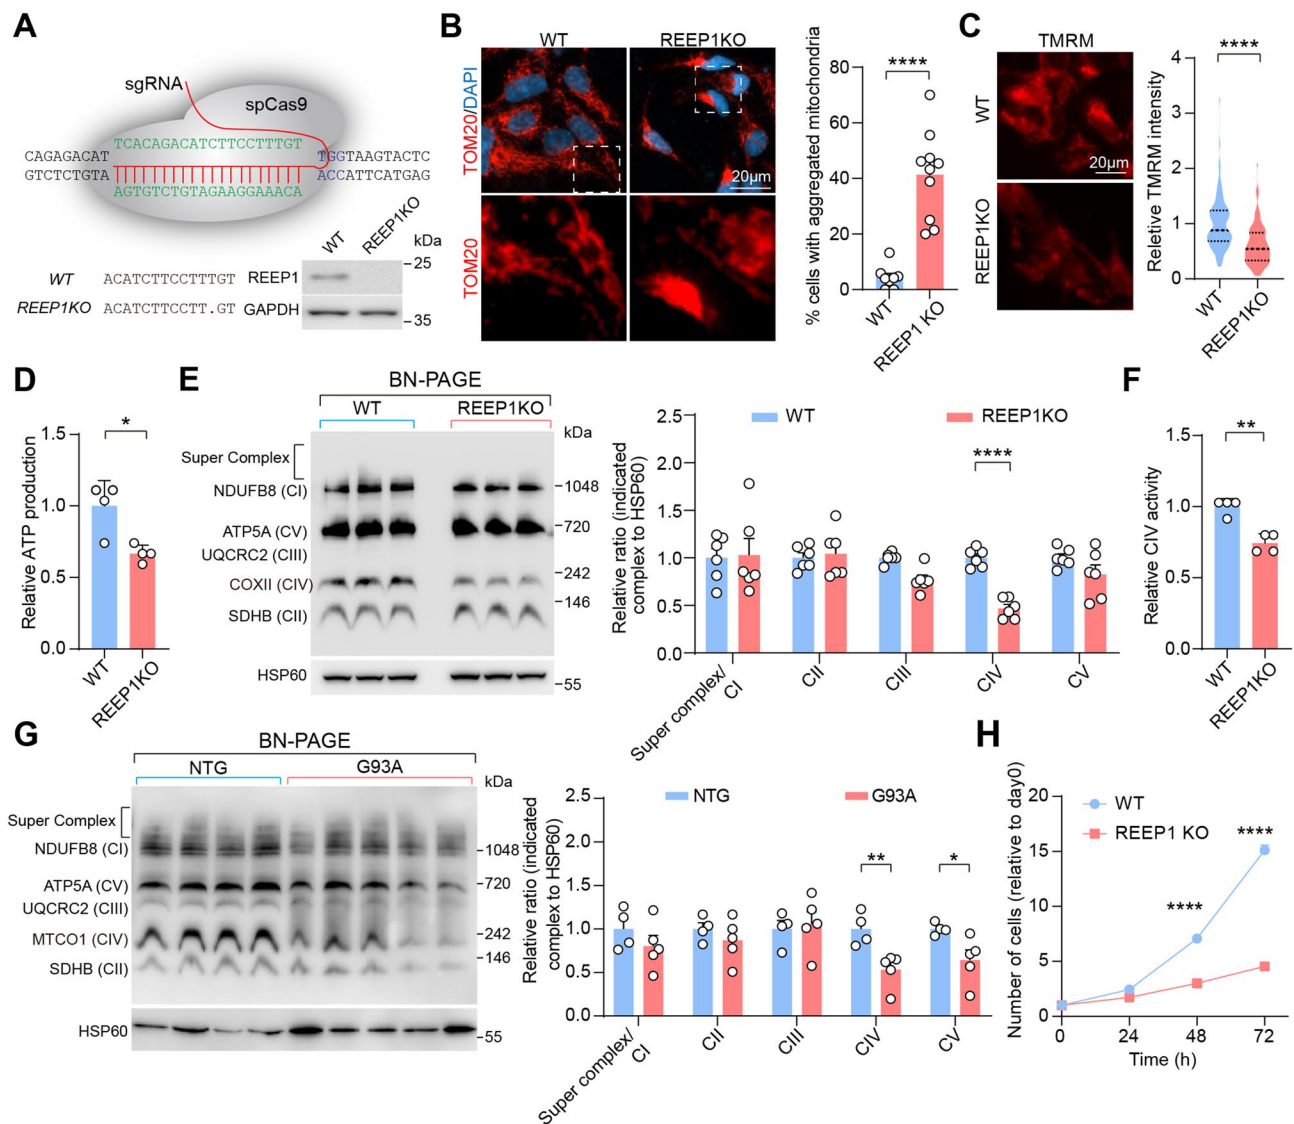 A
sgRNA
spCas9
TCACAGACATCTTCCTTTGT
CAGAGACAT
TGGTAAGTACTC
GTCTCTGTA
ACCATTCATGAG
AGTGTCTGTAGAAGGAAACA
WT
REEP1KO
kDa
WT ACATCTTCCTTTGT
REEP1KO ACATCTTCCTT.GT
REEP1
GAPDH
25
35
B
WT
REEP1KO
TOM20/DAPI
TOM20
20µm
% cells with aggregated mitochondria
80
60
40
20
0
****
WT
REEP1 KO
C
TMRM
WT
REEP1KO
20µm
Reletive TMRM intensity
4
3
2
1
0
****
WT
REEP1KO
D
Relative ATP production
1.5
1.0
0.5
0.0
*
WT
REEP1KO
E
BN-PAGE
WT
REEP1KO
kDa
Super Complex
NDUFB8 (CI)
ATP5A (CV)
UQCRC2 (CIII)
COXII (CIV)
SDHB (CII)
HSP60
1048
720
242
146
55
Relative ratio (indicated
complex to HSP60)
2.5
2.0
1.5
1.0
0.5
0.0
WT
REEP1KO
****
Super complex/
CI
CII
CIII
CIV
CV
F
Relative CIV activity
1.5
1.0
0.5
0.0
**
WT
REEP1KO
G
BN-PAGE
NTG
G93A
kDa
Super Complex
NDUFB8 (CI)
ATP5A (CV)
UQCRC2 (CIII)
MTCO1 (CIV)
SDHB (CII)
HSP60
1048
720
242
146
55
Relative ratio (indicated
complex to HSP60)
2.5
2.0
1.5
1.0
0.5
0.0
NTG
G93A
**
*
Super complex/
CI
CII
CIII
CIV
CV
H
Number of cells (relative to day0)
20
15
10
5
0
WT
REEP1 KO
****
****
0
24
48
72
Time (h)